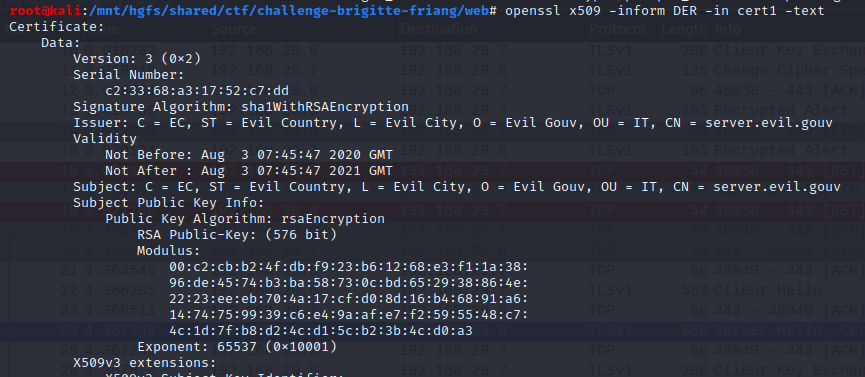 root@kali:/mnt/hgfs/shared/ctf/challenge-brigitte-friang/web# openssl x509 -inform DER -in cert1 -text
Certificate:
Data:
Version: 3 (0×2)
Serial Number:
c2:33:68:a3:17:52:c7:dd
Signature Algorithm: sha1WithRSAEncryption
Issuer: C = EC, ST = Evil Country, L = Evil City, O = Evil Gouv, OU = IT, CN = server.evil.gouv
Validity
Not Before: Aug  3 07:45:47 2020 GMT
Not After : Aug  3 07:45:47 2021 GMT
Subject: C = EC, ST = Evil Country, L = Evil City, O = Evil Gouv, OU = IT, CN = server.evil.gouv
Subject Public Key Info:
Public Key Algorithm: rsaEncryption
RSA Public-Key: (576 bit)
Modulus:
00:c2:cb:b2:4f:db:f9:23:b6:12:68:e3:f1:1a:38:
96:de:45:74:b3:ba:58:73:0c:bd:65:29:38:86:4e:
22:23:ee:eb:70:4a:17:cf:d0:8d:16:b4:68:91:a6:
14:74:75:99:39:c6:e4:9a:af:e7:f2:59:55:48:c7:
4c:1d:7f:b8:d2:4c:d1:5c:b2:3b:4c:d0:a3
Exponent: 65537 (0×10001)
X509v3 extensions:
X509v3 Subject Key Identifier: